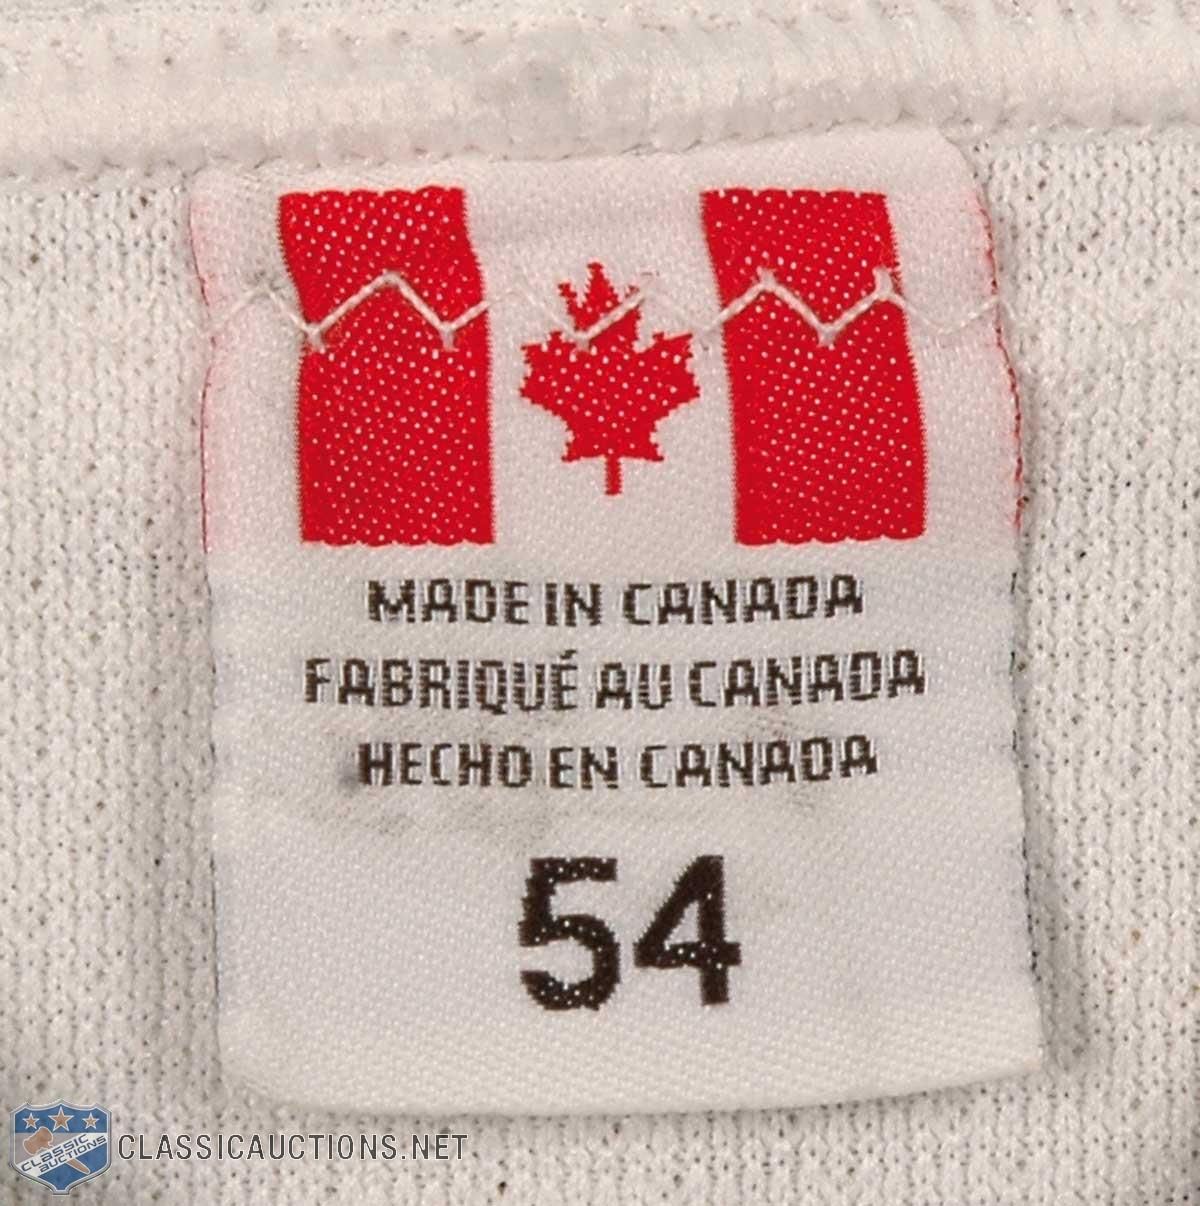 MADE IN CANADA
FABRIQUÉ AU CANADA
HECHO EN CANADA
54
CLASSIC
AUCTIONS
CLASSICAUCTIONS.NET